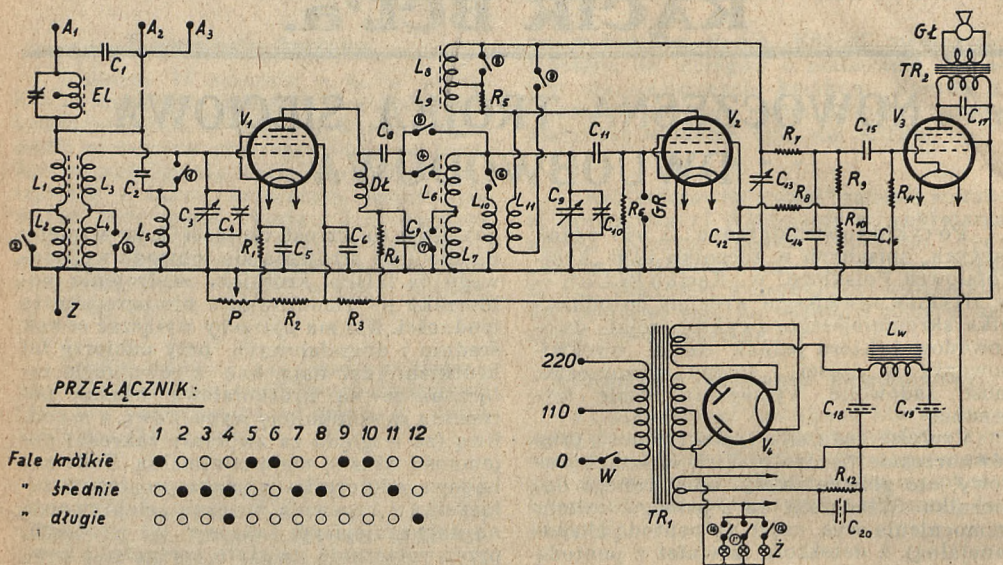 A1 A2 A3
C1
EL
L1 L2 L3 L4 C2 L5 C3 C4
V1
R1 C5 C6 R4
DŁ
C8
L8
L9
R5
L6 L7 L10 L11
C9 C10
C11
R6 GR
V2
C12 C13
R7
R8
C14
R9
R10
C15
R11
V3
C17
TR2
GŁ
Z
P R2 R3
PRZEŁĄCZNIK:
1 2 3 4 5 6 7 8 9 10 11 12
Fale krótkie
" średnie
" długie
220
110
0
W
TR1
V4
Lw
C18 C19
R12
C20
Ż